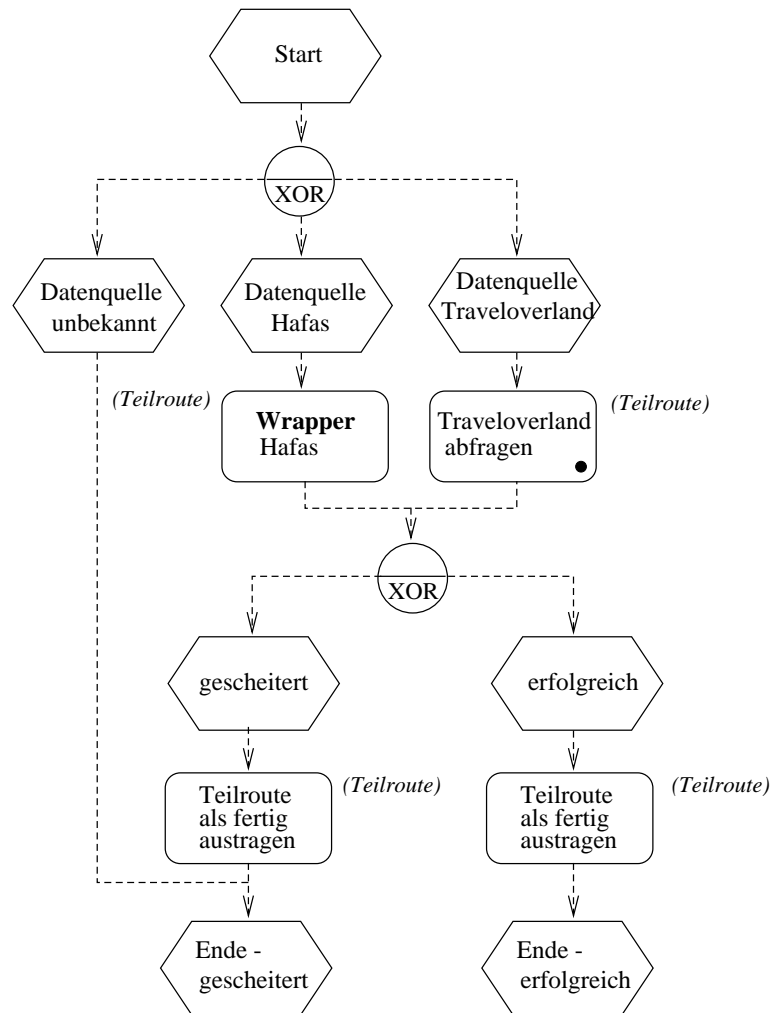 Start
XOR
Datenquelle
unbekannt
Datenquelle
Hafas
Datenquelle
Traveloverland
(Teilroute)
Wrapper
Hafas
Traveloverland
abfragen
(Teilroute)
XOR
gescheitert
erfolgreich
Teilroute
als fertig
austragen
(Teilroute)
Teilroute
als fertig
austragen
(Teilroute)
Ende -
gescheitert
Ende -
erfolgreich